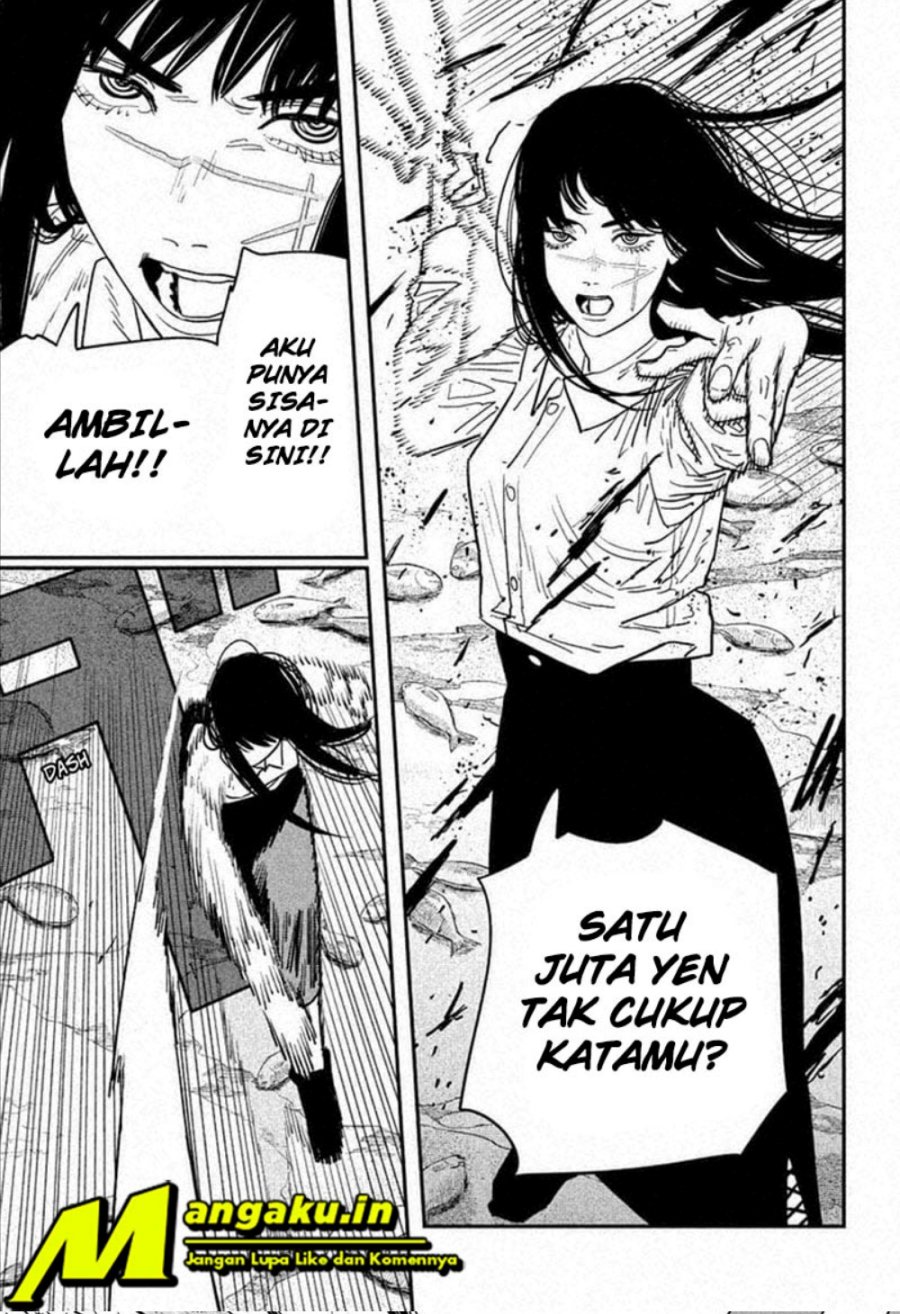 SATU
JUTA YEN
TAK CUKUP
KATAMU?
AKU
PUNYA
SISA-
NYA DI
SINI!!
AMBIL-
LAH!!
DASH
Mangaku.in
Jangan Lupa Like dan Komennya